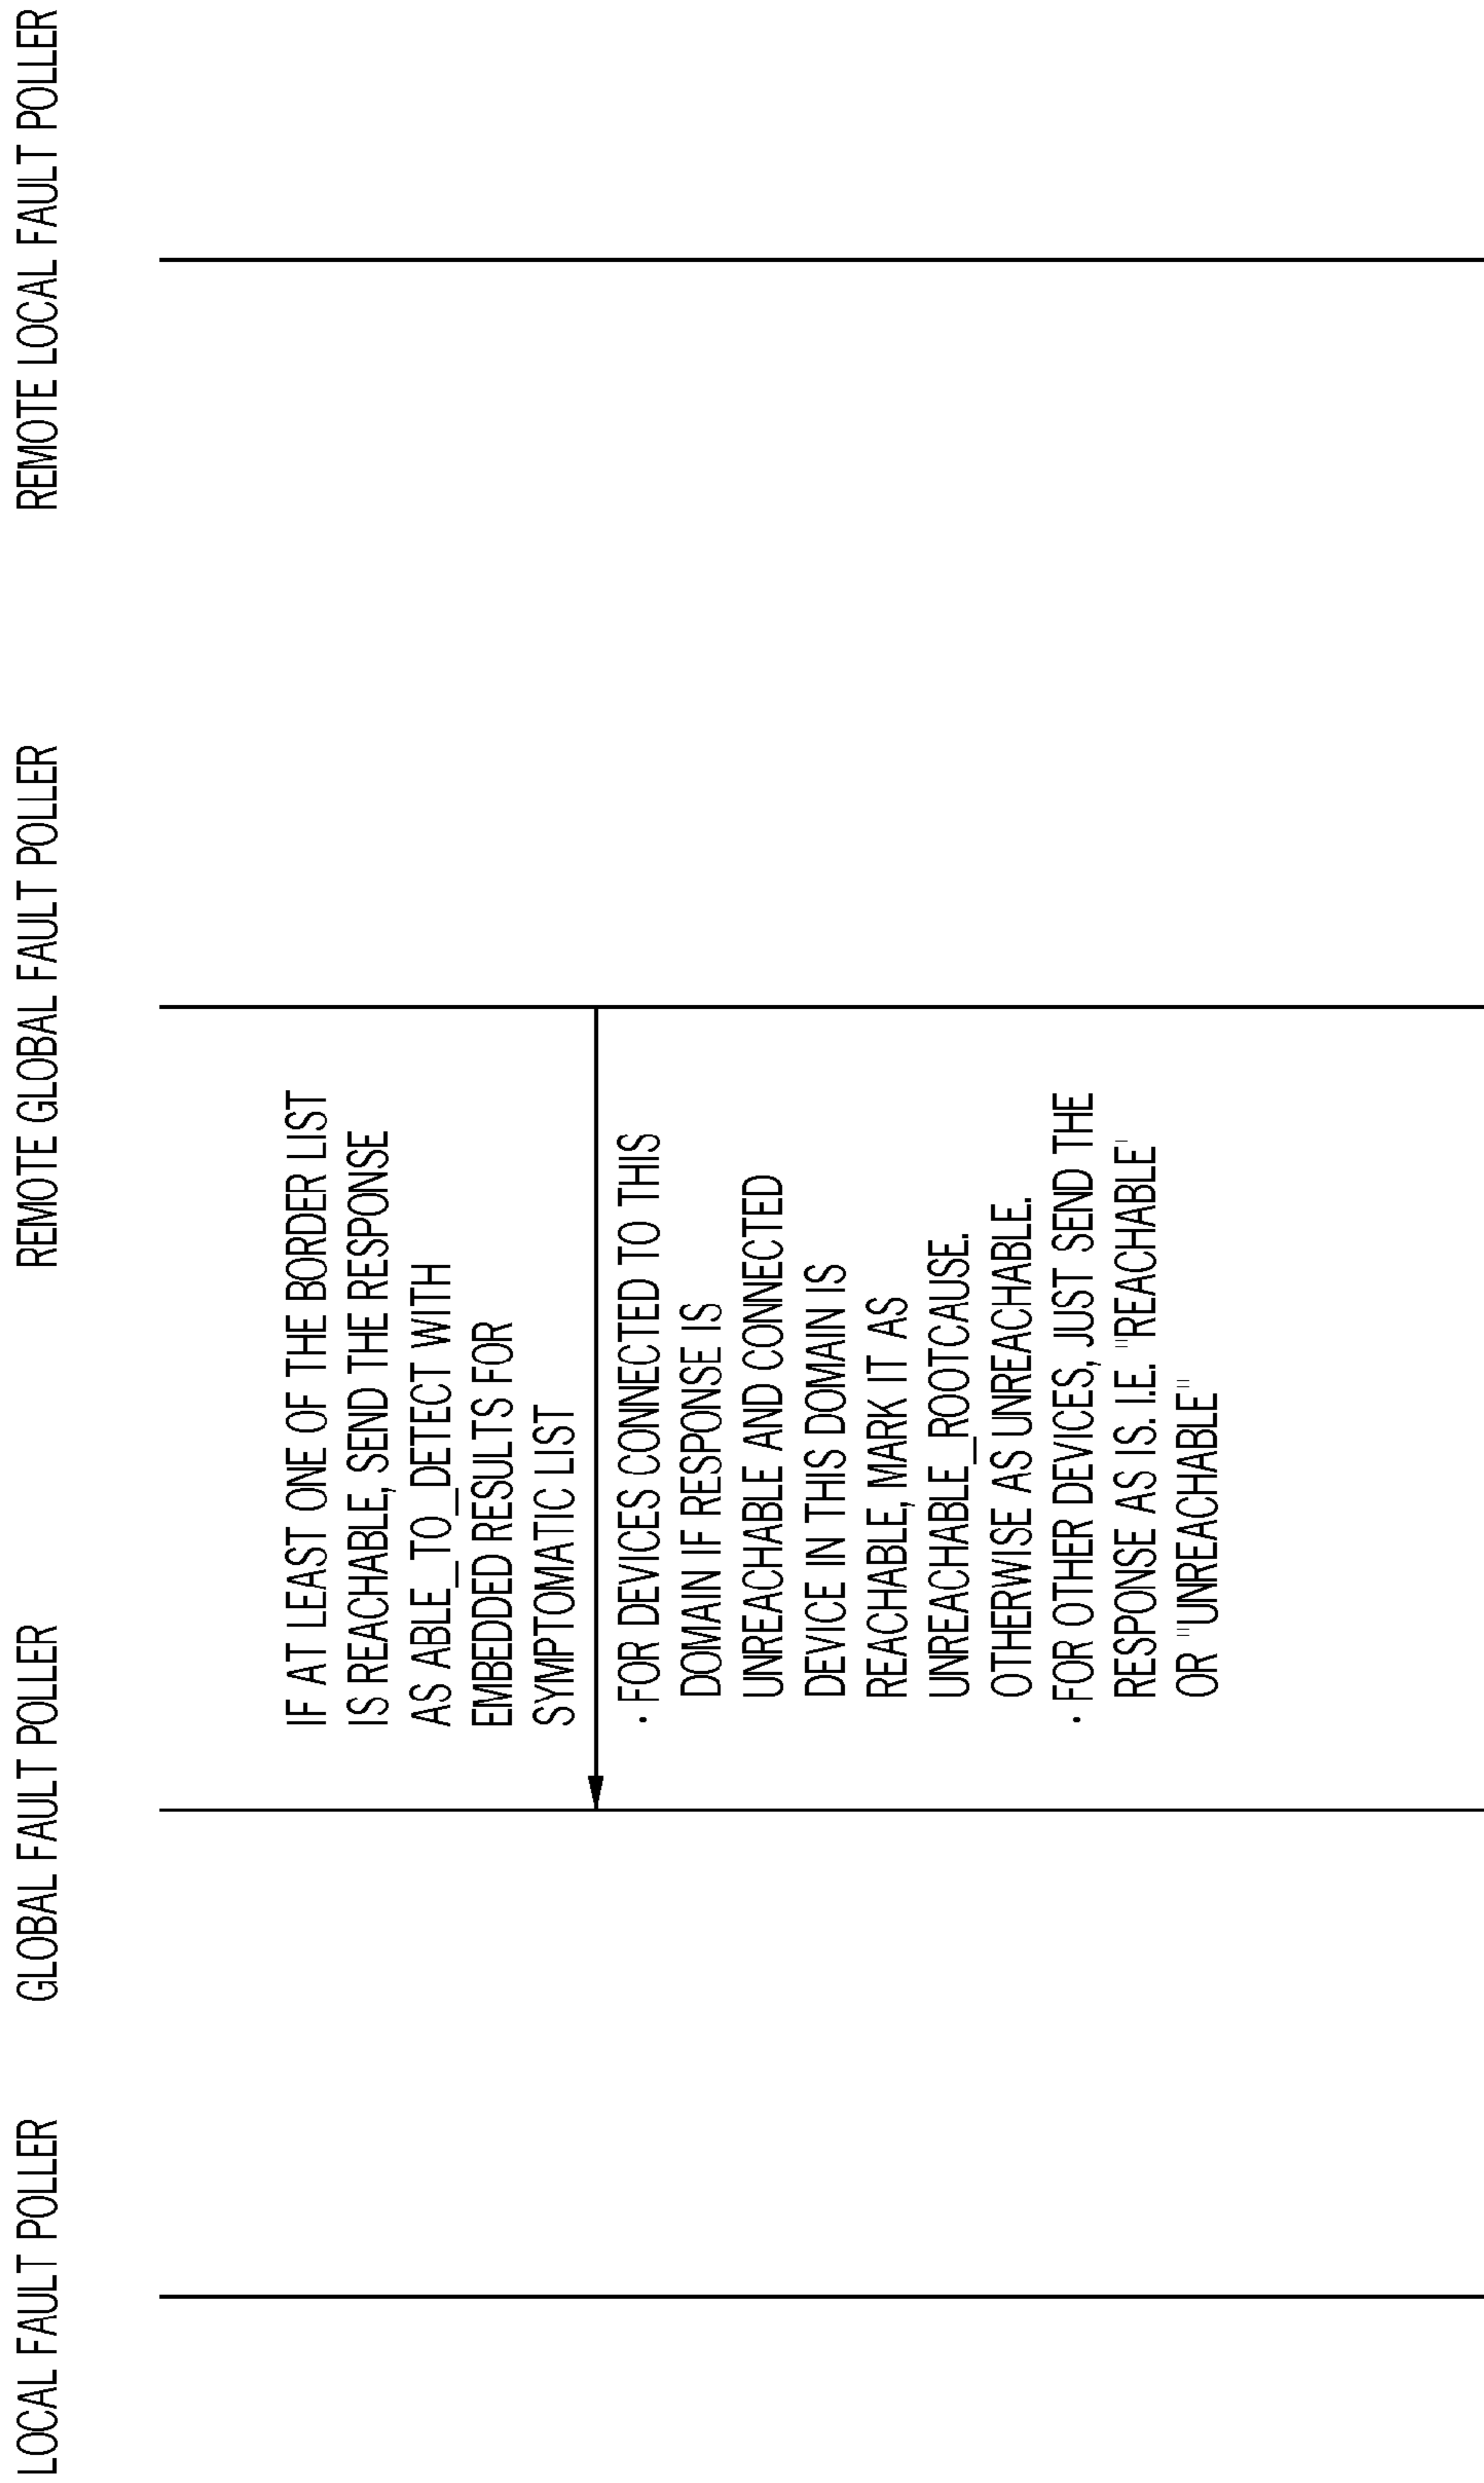 LOCAL FAULT POLLER
GLOBAL FAULT POLLER
REMOTE GLOBAL FAULT POLLER
REMOTE LOCAL FAULT POLLER
IF AT LEAST ONE OF THE BORDER LIST
IS REACHABLE, SEND THE RESPONSE
AS ABLE_TO_DETECT WITH
EMBEDDED RESULTS FOR
SYMPTOMATIC LIST
· FOR DEVICES CONNECTED TO THIS
DOMAIN IF RESPONSE IS
UNREACHABLE AND CONNECTED
DEVICE IN THIS DOMAIN IS
REACHABLE, MARK IT AS
UNREACHABLE_ROOTCAUSE.
OTHERWISE AS UNREACHABLE.
· FOR OTHER DEVICES, JUST SEND THE
RESPONSE AS IS. I.E. "REACHABLE'
OR "UNREACHABLE"